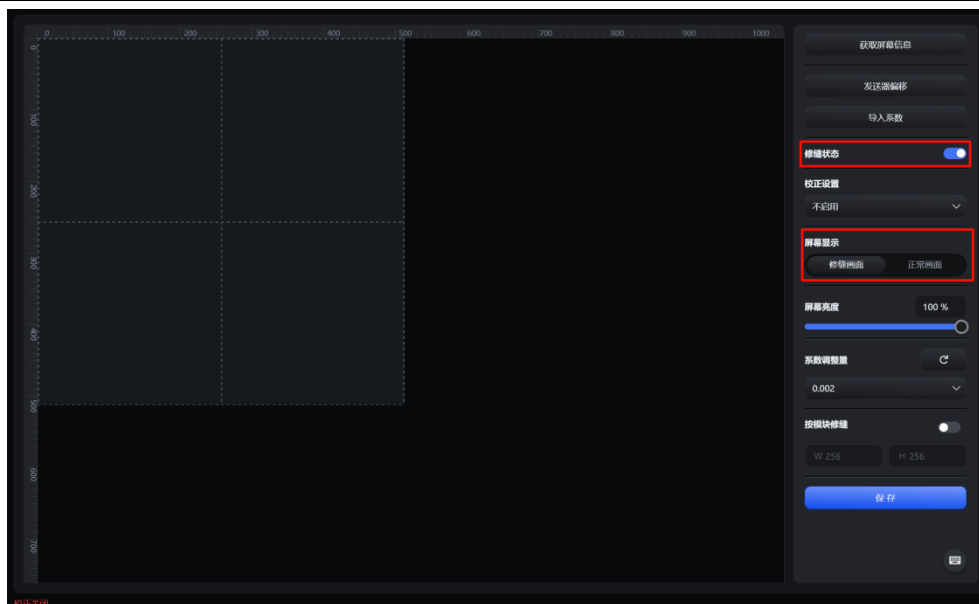 0 100 200 300 400 500 600 700 800 900 1000
0
100
200
300
400
500
600
700
获取屏幕信息
发送器偏移
导入系数
修缝状态
校正设置
不启用
屏幕显示
修缝画面 正常画面
屏幕亮度 100 %
系数调整量
0.002
按模块修缝
W 256 H 256
保存
校正关闭